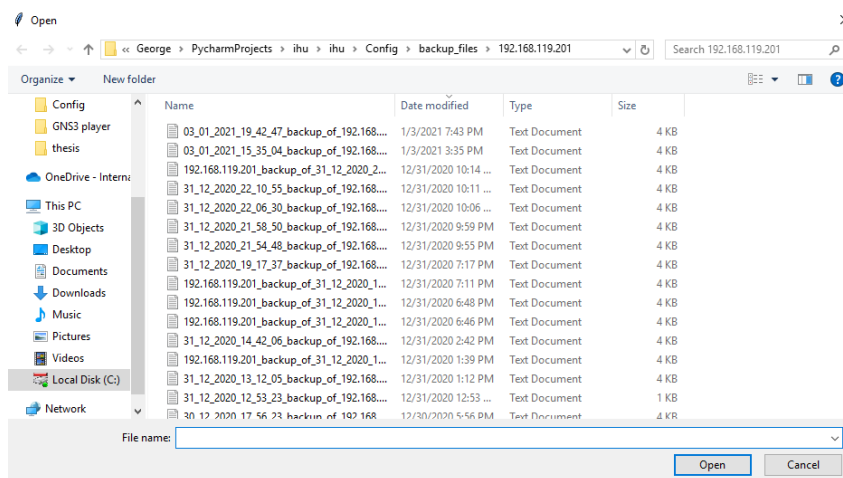 Open
« George › PycharmProjects › ihu › ihu › Config › backup_files › 192.168.119.201
Search 192.168.119.201
Organize
New folder
Name Date modified Type Size
Config
GNS3 player
thesis
OneDrive - Interna
This PC
3D Objects
Desktop
Documents
Downloads
Music
Pictures
Videos
Local Disk (C:)
Network
03_01_2021_19_42_47_backup_of_192.168.... 1/3/2021 7:43 PM Text Document 4 KB
03_01_2021_15_35_04_backup_of_192.168.... 1/3/2021 3:35 PM Text Document 4 KB
192.168.119.201_backup_of_31_12_2020_2... 12/31/2020 10:14 ... Text Document 4 KB
31_12_2020_22_10_55_backup_of_192.168.... 12/31/2020 10:11 ... Text Document 4 KB
31_12_2020_22_06_30_backup_of_192.168.... 12/31/2020 10:06 ... Text Document 4 KB
31_12_2020_21_58_50_backup_of_192.168.... 12/31/2020 9:59 PM Text Document 4 KB
31_12_2020_21_54_48_backup_of_192.168.... 12/31/2020 9:55 PM Text Document 4 KB
31_12_2020_19_17_37_backup_of_192.168.... 12/31/2020 7:17 PM Text Document 4 KB
192.168.119.201_backup_of_31_12_2020_1... 12/31/2020 7:11 PM Text Document 4 KB
192.168.119.201_backup_of_31_12_2020_1... 12/31/2020 6:48 PM Text Document 4 KB
192.168.119.201_backup_of_31_12_2020_1... 12/31/2020 6:46 PM Text Document 4 KB
31_12_2020_14_42_06_backup_of_192.168.... 12/31/2020 2:42 PM Text Document 4 KB
192.168.119.201_backup_of_31_12_2020_1... 12/31/2020 1:39 PM Text Document 4 KB
31_12_2020_13_12_05_backup_of_192.168.... 12/31/2020 1:12 PM Text Document 4 KB
31_12_2020_12_53_23_backup_of_192.168.... 12/31/2020 12:53 ... Text Document 1 KB
30_12_2020_17_56_23_backup_of_192.168 12/30/2020 5:56 PM Text Document 4 KB
File name:
Open
Cancel